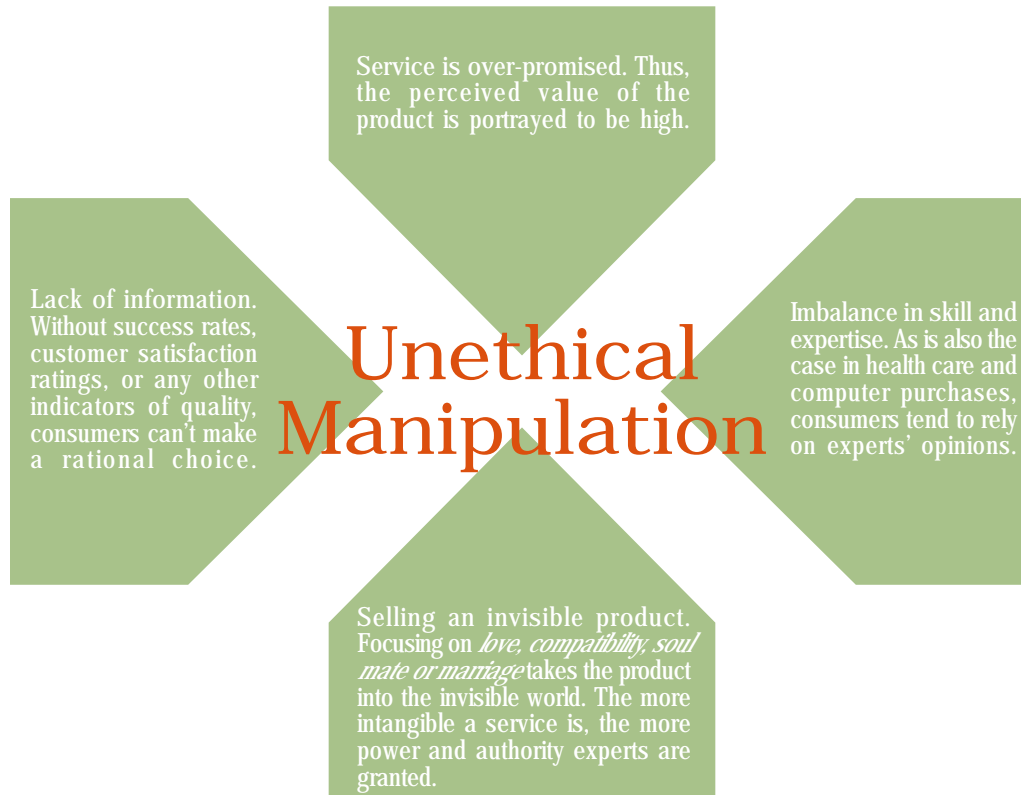 Service is over-promised. Thus,
the perceived value of the
product is portrayed to be high.
Lack of information.
Without success rates,
customer satisfaction
ratings, or any other
indicators of quality,
consumers can't make
a rational choice.
Unethical
Manipulation
Imbalance in skill and
expertise. As is also the
case in health care and
computer purchases,
consumers tend to rely
on experts' opinions.
Selling an invisible product.
Focusing on love, compatibility, soul
mate or marriage takes the product
into the invisible world. The more
intangible a service is, the more
power and authority experts are
granted.